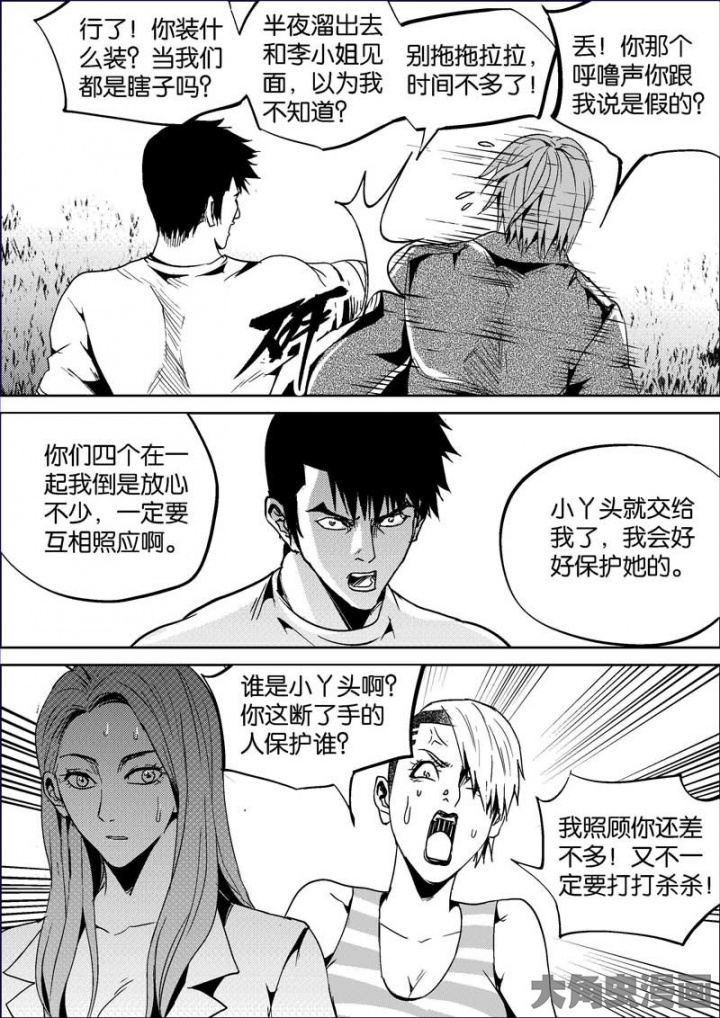 行了！你装什
么装？当我们
都是瞎子吗？
半夜溜出去
和李小姐见
面，以为我
不知道？
别拖拖拉拉，
时间不多了！
丢！你那个
呼噜声你跟
我说是假的？
砰
你们四个在一
起我倒是放心
不少，一定要
互相照应啊。
小丫头就交给
我了，我会好
好保护她的。
谁是小丫头啊？
你这断了手的
人保护谁？
我照顾你还差
不多！又不一
定要打打杀杀！
大角虫漫画